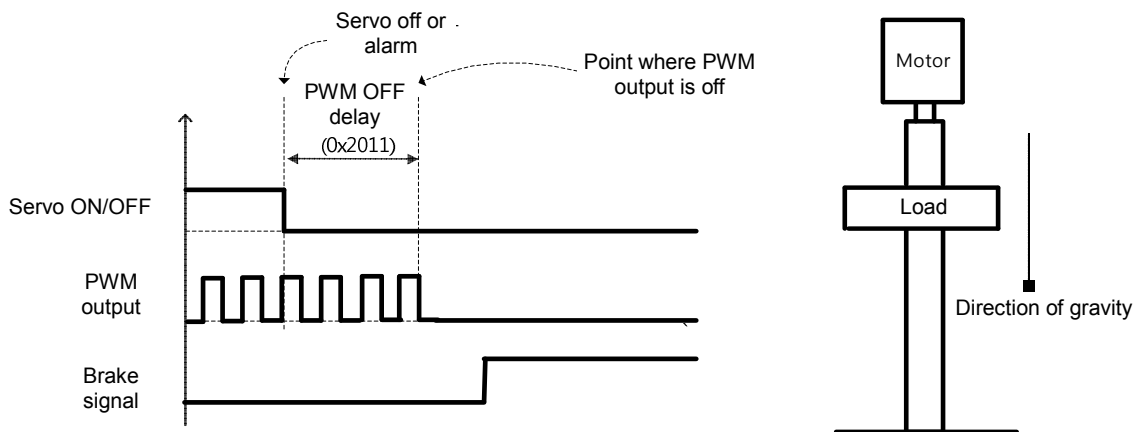 Servo off or
alarm
Point where PWM
output is off
PWM OFF
delay
(0x2011)
Servo ON/OFF
PWM
output
Brake
signal
Motor
Load
Direction of gravity